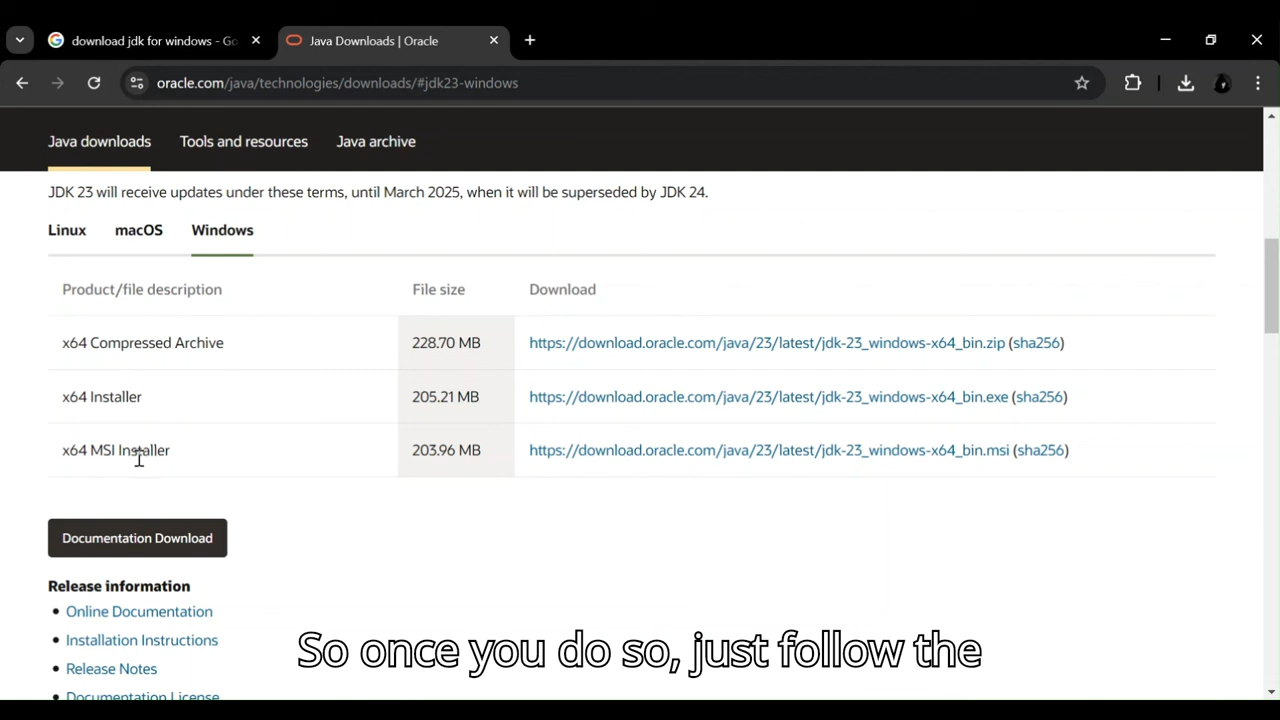 download jdk for windows - Go
Java Downloads | Oracle
oracle.com/java/technologies/downloads/#jdk23-windows
Java downloads Tools and resources Java archive
JDK 23 will receive updates under these terms, until March 2025, when it will be superseded by JDK 24.
Linux macOS Windows
Product/file description File size Download
x64 Compressed Archive 228.70 MB https://download.oracle.com/java/23/latest/jdk-23_windows-x64_bin.zip (sha256)
x64 Installer 205.21 MB https://download.oracle.com/java/23/latest/jdk-23_windows-x64_bin.exe (sha256)
x64 MSI Installer 203.96 MB https://download.oracle.com/java/23/latest/jdk-23_windows-x64_bin.msi (sha256)
Documentation Download
Release information
Online Documentation
Installation Instructions
Release Notes
Documentation License
So once you do so, just follow the